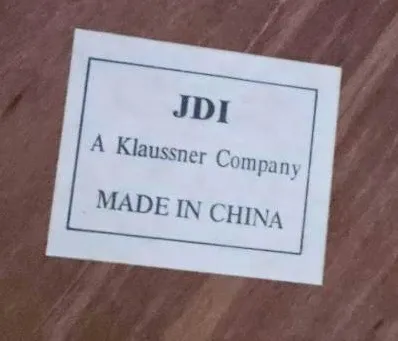 JDI
A Klaussner Company
MADE IN CHINA